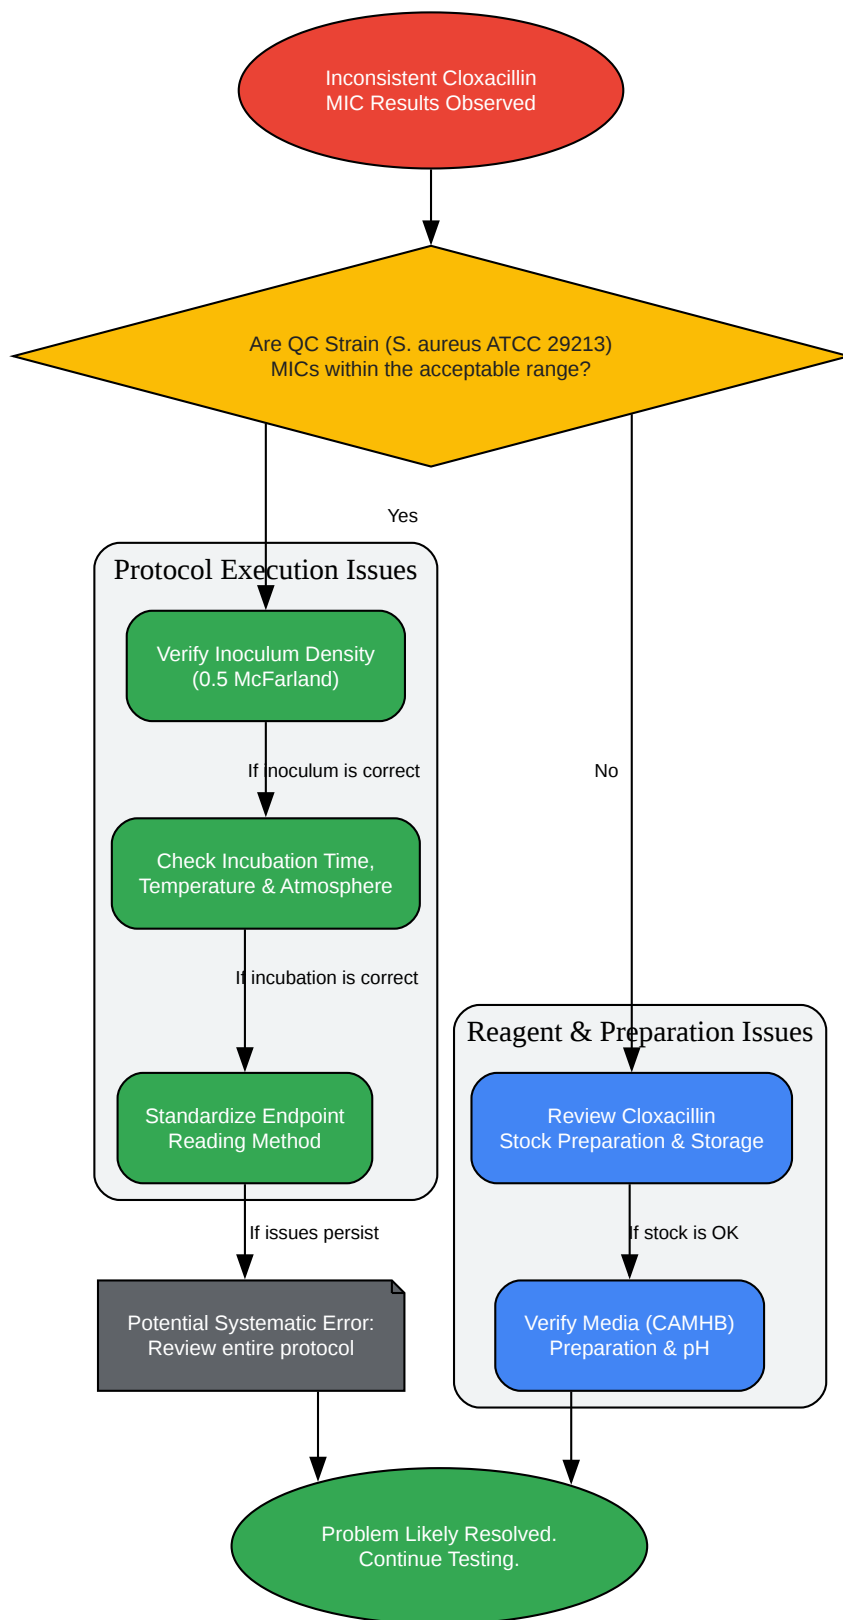 Inconsistent Cloxacillin
MIC Results Observed
Are QC Strain (S. aureus ATCC 29213)
MICs within the acceptable range?
Yes
Protocol Execution Issues
Verify Inoculum Density
(0.5 McFarland)
If inoculum is correct
No
Check Incubation Time,
Temperature & Atmosphere
If incubation is correct
Reagent & Preparation Issues
Standardize Endpoint
Reading Method
Review Cloxacillin
Stock Preparation & Storage
If issues persist
If stock is OK
Potential Systematic Error:
Review entire protocol
Verify Media (CAMHB)
Preparation & pH
Problem Likely Resolved.
Continue Testing.